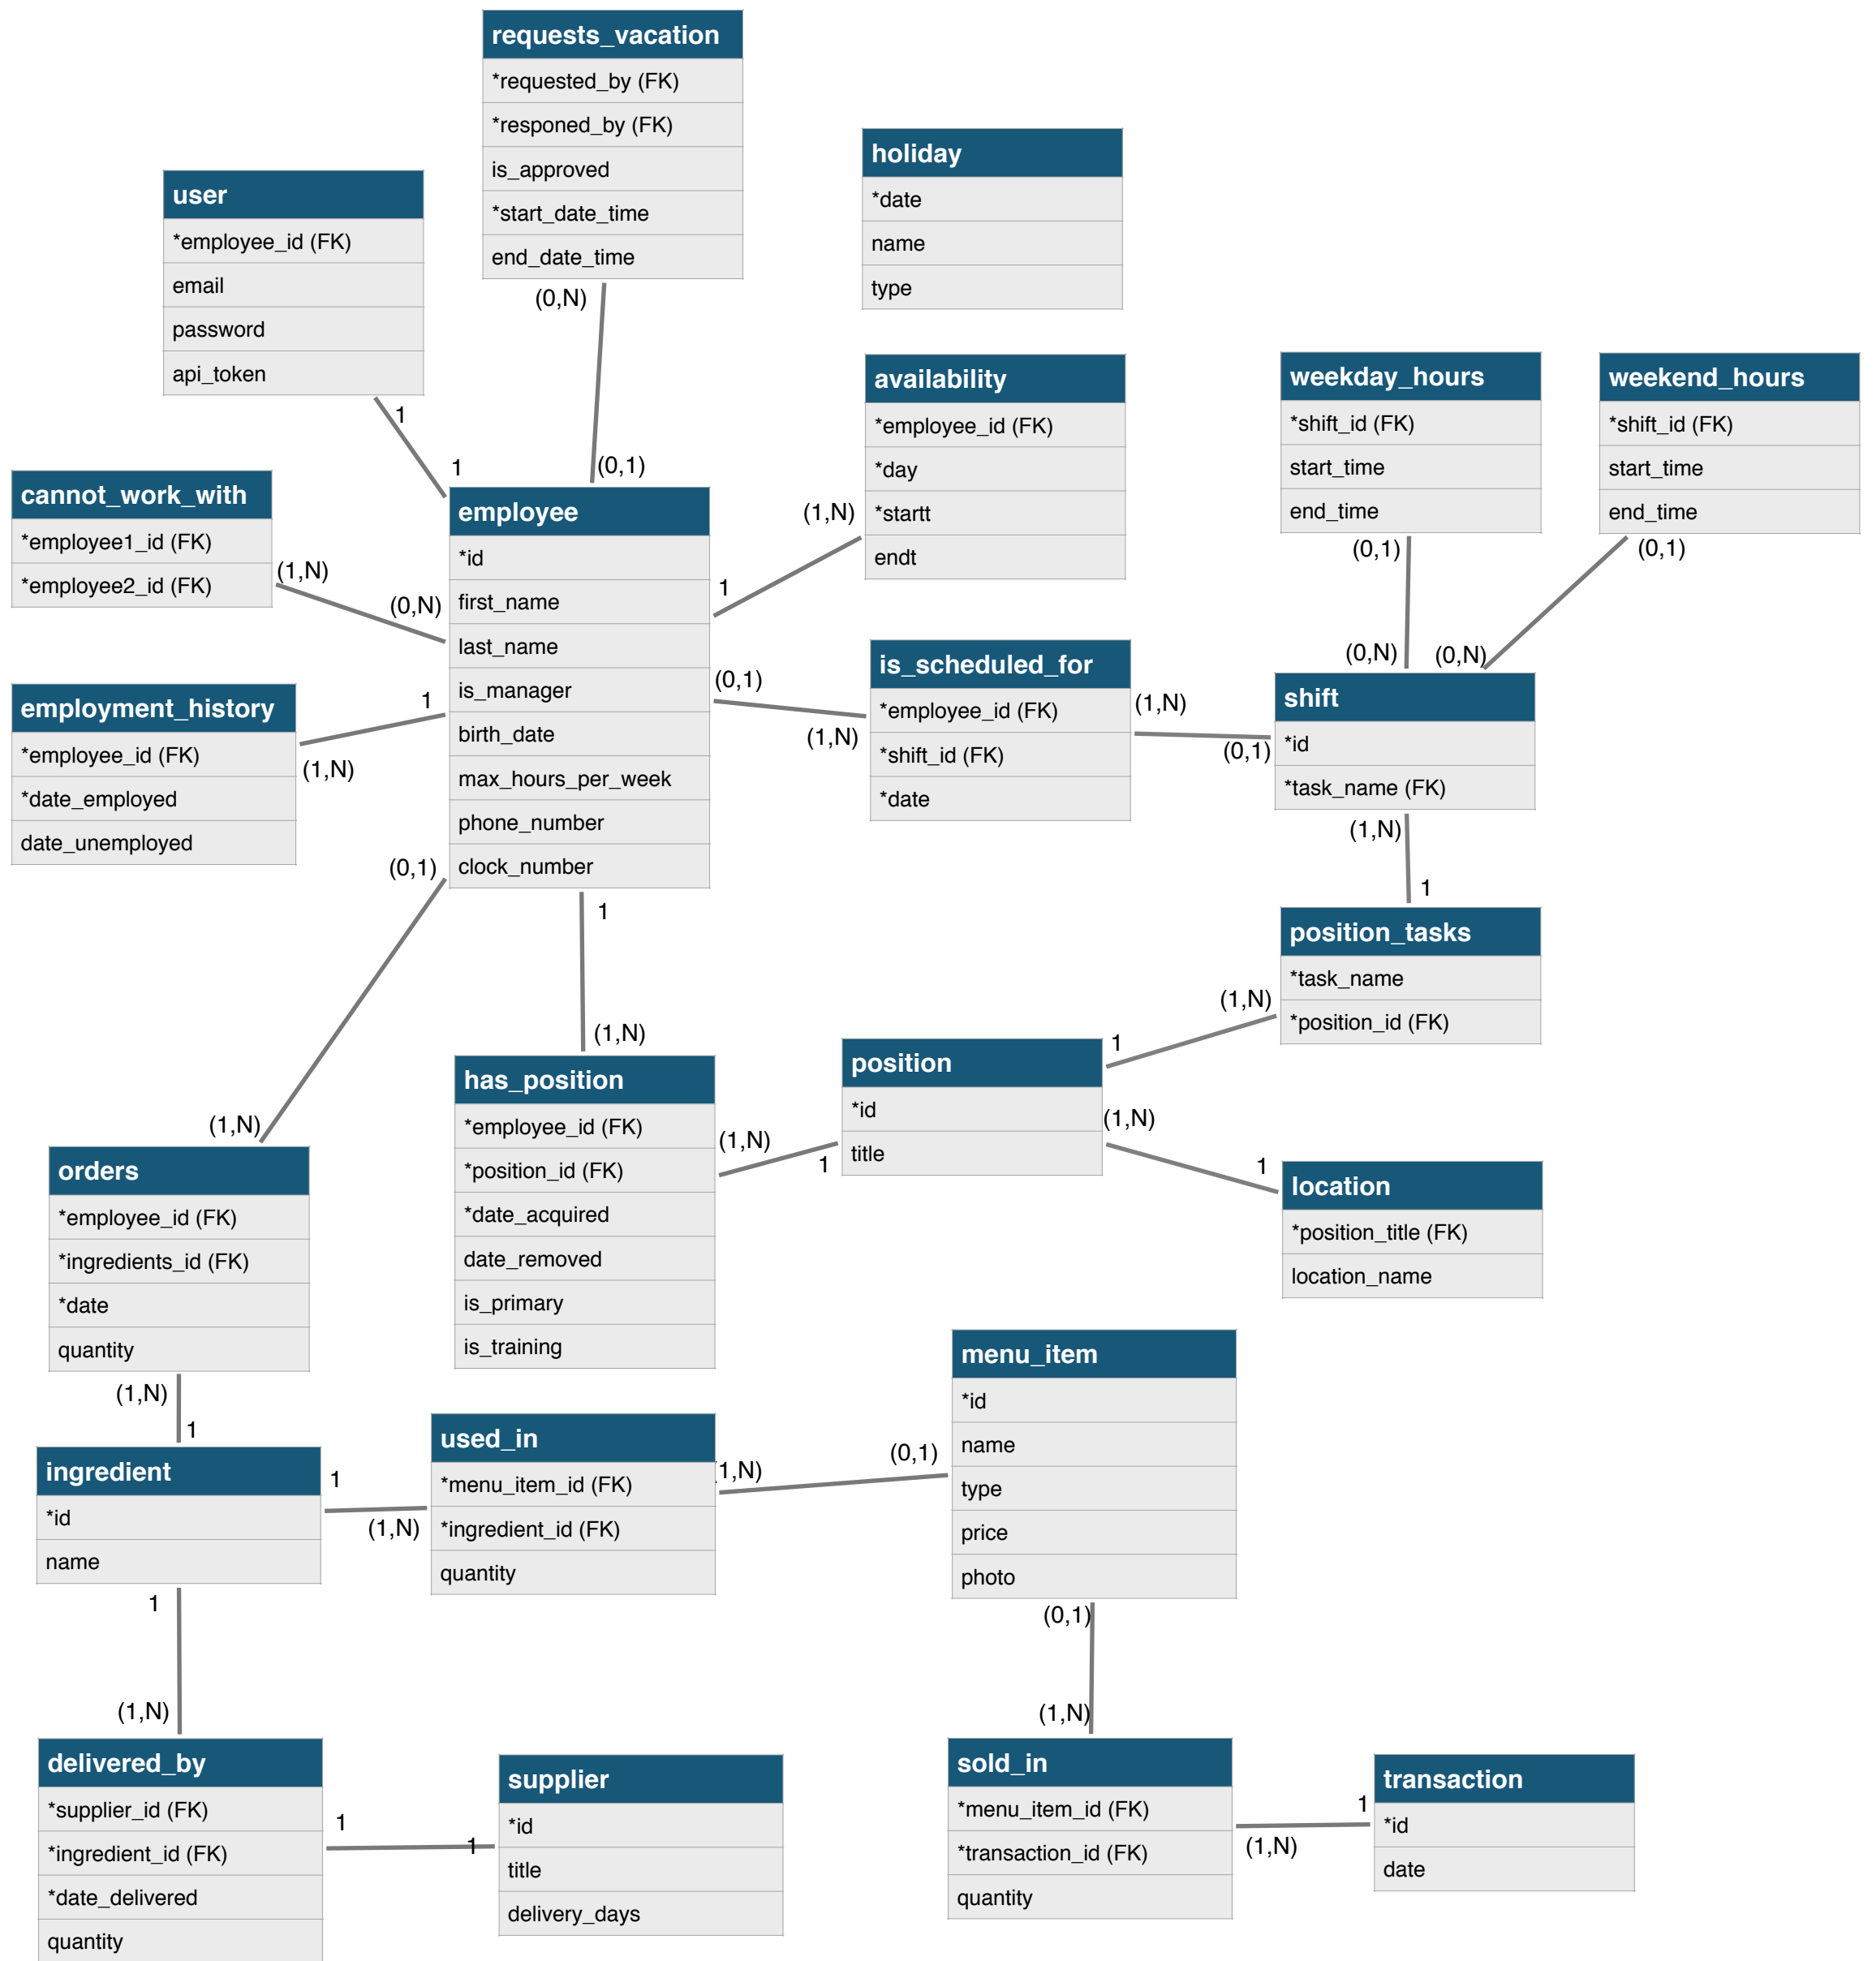 requests_vacation
*requested_by (FK)
*responed_by (FK)
is_approved
*start_date_time
end_date_time
(0,N)
(0,1)
holiday
*date
name
type
user
*employee_id (FK)
email
password
api_token
1
1
availability
*employee_id (FK)
*day
*startt
endt
(1,N)
1
weekday_hours
*shift_id (FK)
start_time
end_time
(0,1)
(0,N)
weekend_hours
*shift_id (FK)
start_time
end_time
(0,1)
(0,N)
cannot_work_with
*employee1_id (FK)
*employee2_id (FK)
(1,N)
(0,N)
employee
*id
first_name
last_name
is_manager
birth_date
max_hours_per_week
phone_number
clock_number
employment_history
*employee_id (FK)
*date_employed
date_unemployed
1
(1,N)
is_scheduled_for
*employee_id (FK)
*shift_id (FK)
*date
(0,1)
(1,N)
(1,N)
(0,1)
shift
*id
*task_name (FK)
(1,N)
1
position_tasks
*task_name
*position_id (FK)
(1,N)
1
(0,1)
(1,N)
1
(1,N)
has_position
*employee_id (FK)
*position_id (FK)
*date_acquired
date_removed
is_primary
is_training
(1,N)
1
position
*id
title
(1,N)
1
location
*position_title (FK)
location_name
orders
*employee_id (FK)
*ingredients_id (FK)
*date
quantity
(1,N)
1
ingredient
*id
name
1
(1,N)
used_in
*menu_item_id (FK)
*ingredient_id (FK)
quantity
1,N)
(0,1)
menu_item
*id
name
type
price
photo
(0,1)
(1,N)
1
(1,N)
delivered_by
*supplier_id (FK)
*ingredient_id (FK)
*date_delivered
quantity
1
1
supplier
*id
title
delivery_days
sold_in
*menu_item_id (FK)
*transaction_id (FK)
quantity
1
(1,N)
transaction
*id
date